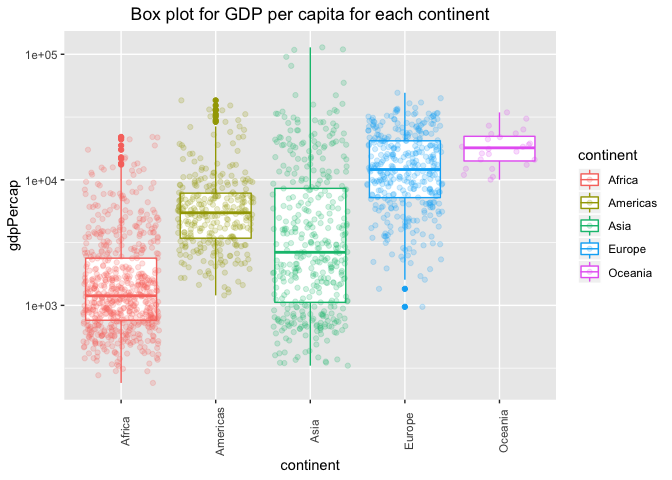 Box plot for GDP per capita for each continent
1e+05
1e+04
1e+03
gdpPercap
Africa
Americas
Asia
Europe
Oceania
continent
continent
Africa
Americas
Asia
Europe
Oceania